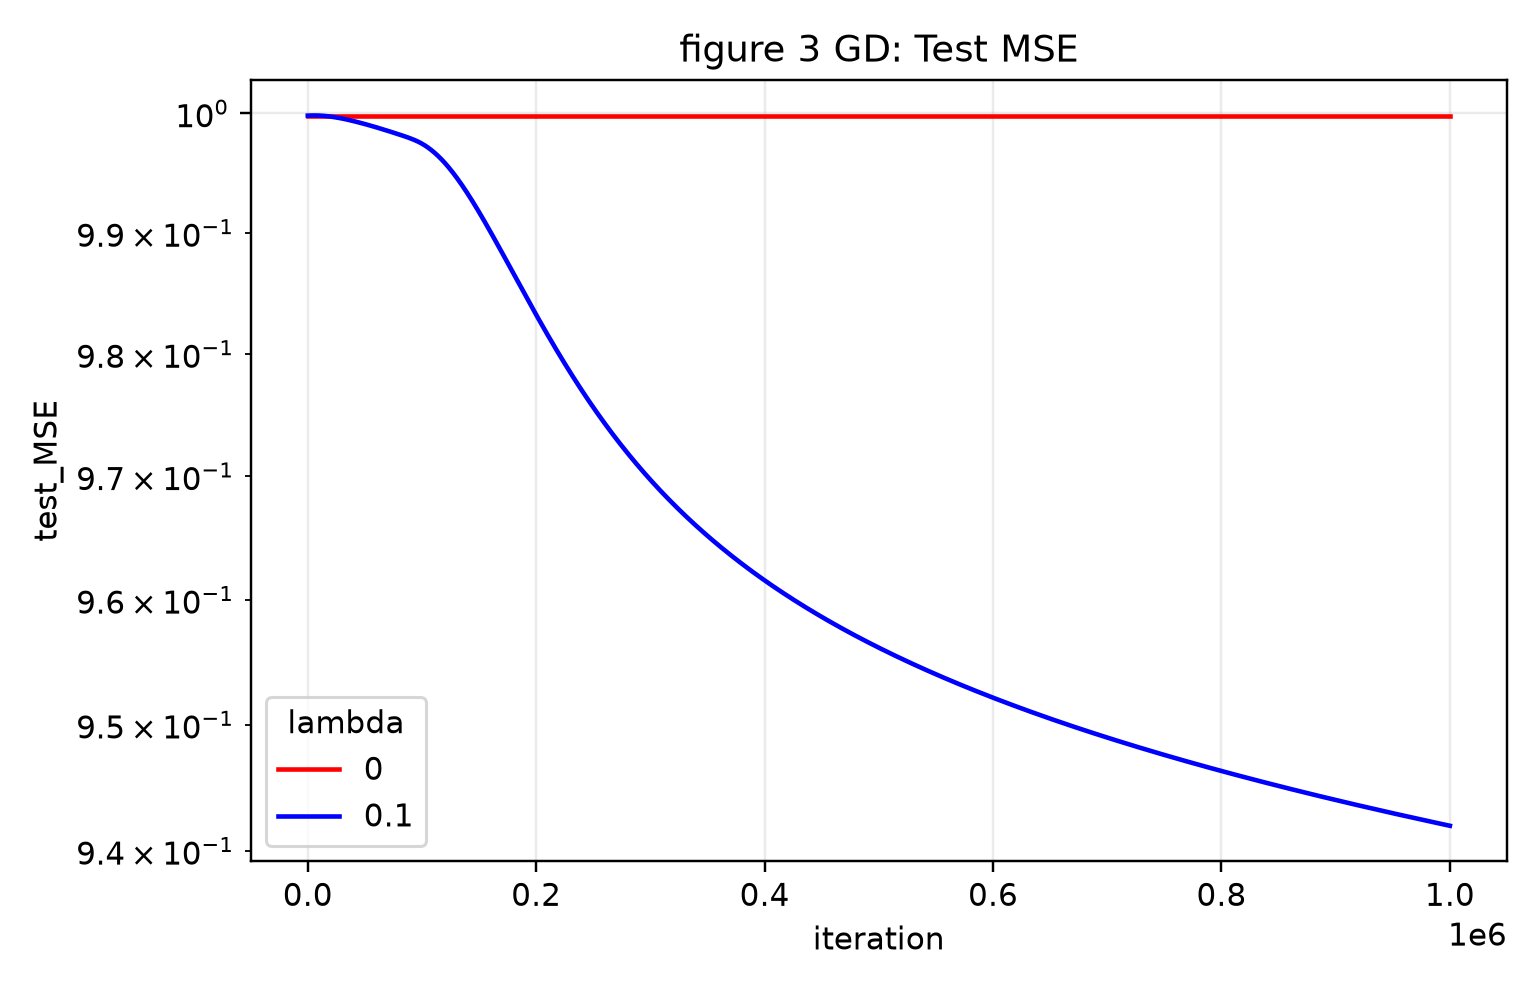 figure 3 GD: Test MSE
10⁰
9.9 × 10⁻¹
9.8 × 10⁻¹
9.7 × 10⁻¹
9.6 × 10⁻¹
9.5 × 10⁻¹
9.4 × 10⁻¹
test_MSE
lambda
0
0.1
0.0 0.2 0.4 0.6 0.8 1.0
1e6
iteration